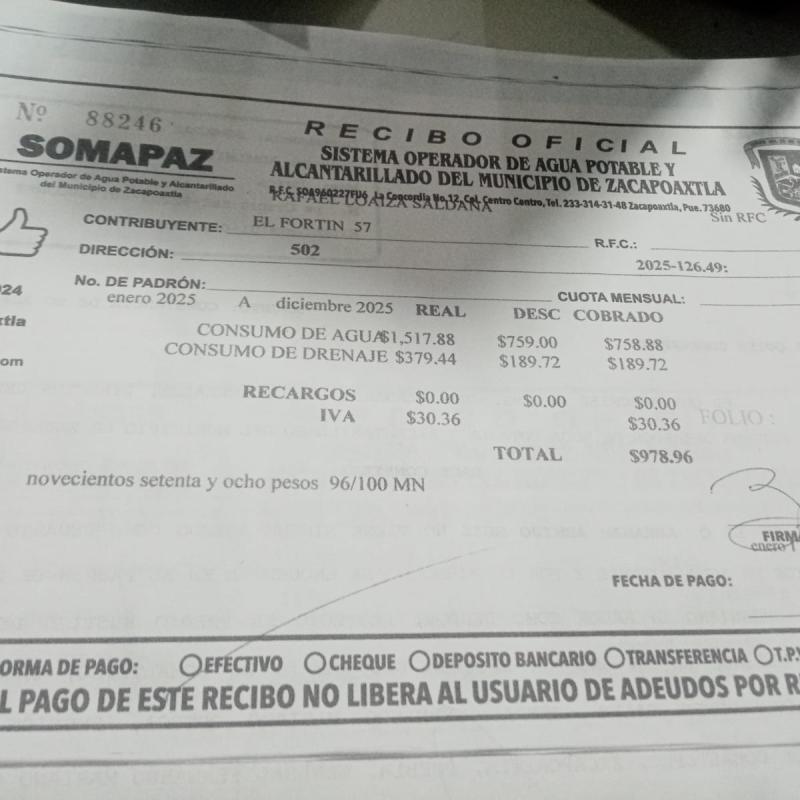 Nº 88246
RECIBO OFICIAL
SOMAPAZ
SISTEMA OPERADOR DE AGUA POTABLE Y
ALCANTARILLADO DEL MUNICIPIO DE ZACAPOAXTLA
stema Operador de Agua Potable y Alcantarillado
del Municipio de Zacapoaxtla
R.F.C. SOA960227FU6 La Concordia No. 12, Col. Centro Centro, Tel. 233-314-31-48 Zacapoaxtla, Pue. 73680
RAFAEL LOAIZA SALDAÑA
Sin RFC
CONTRIBUYENTE: EL FORTIN 57
R.F.C.:
DIRECCIÓN: 502
2025-126.49:
No. DE PADRÓN:
CUOTA MENSUAL:
24
enero 2025 A diciembre 2025 REAL DESC COBRADO
xtla
CONSUMO DE AGUA $1,517.88 $759.00 $758.88
om
CONSUMO DE DRENAJE $379.44 $189.72 $189.72
RECARGOS $0.00 $0.00 $0.00
IVA $30.36 $30.36
FOLIO :
TOTAL $978.96
novecientos setenta y ocho pesos 96/100 MN
FIRMA
enero
FECHA DE PAGO:
ORMA DE PAGO: EFECTIVO CHEQUE DEPOSITO BANCARIO TRANSFERENCIA T.P.V
L PAGO DE ESTE RECIBO NO LIBERA AL USUARIO DE ADEUDOS POR R